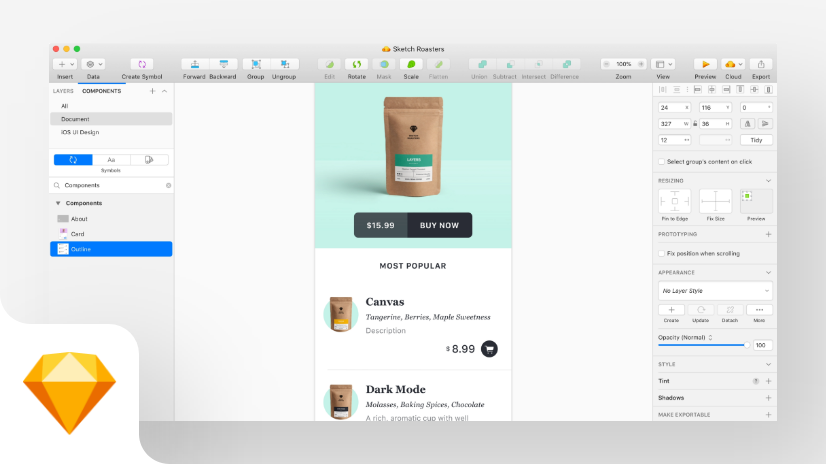 Sketch Roasters
Insert Data Create Symbol Forward Backward Group Ungroup Edit Rotate Mask Scale Flatten Union Subtract Intersect Difference 100% Zoom View Preview Cloud Export
LAYERS COMPONENTS
All
Document
iOS UI Design
Aa
Symbols
Components
Components
About
Card
Outline
LAYERS
$15.99 BUY NOW
MOST POPULAR
Canvas
Tangerine, Berries, Maple Sweetness
Description
$ 8.99
Dark Mode
Molasses, Baking Spices, Chocolate
A rich, aromatic cup with well
24 X 116 Y 0 °
327 W 36 H
12 Tidy
Select group's content on click
RESIZING
Fix to Edge Fix Size Preview
PROTOTYPING
Fix position when scrolling
APPEARANCE
No Layer Style
Create Update Detach More
Opacity (Normal) 100
STYLE
Tint
Shadows
MAKE EXPORTABLE